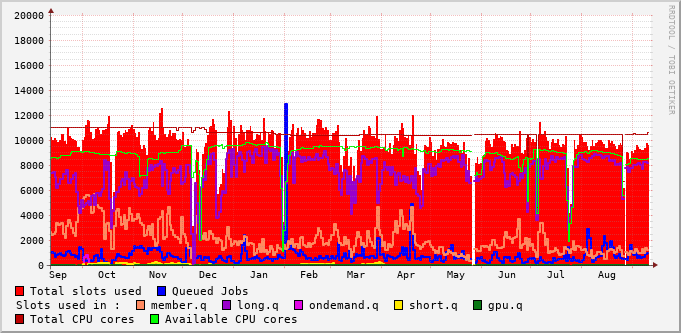 RRDTOOL / TOBI OETIKER
20000
18000
16000
14000
12000
10000
8000
6000
4000
2000
0
Sep Oct Nov Dec Jan Feb Mar Apr May Jun Jul Aug
Total slots used Queued Jobs
Slots used in : member.q long.q ondemand.q short.q gpu.q
Total CPU cores Available CPU cores